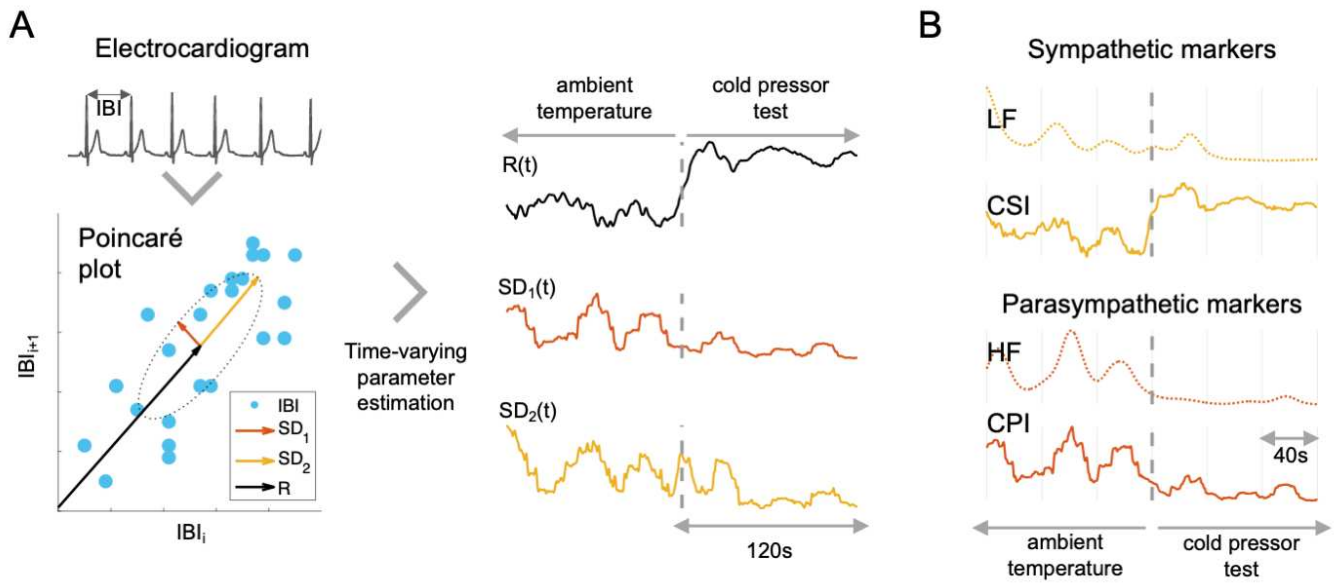 A
Electrocardiogram
IBI
Poincaré
plot
IBIi+1
IBIi
IBI
SD1
SD2
R
Time-varying
parameter
estimation
ambient
temperature
cold pressor
test
R(t)
SD1(t)
SD2(t)
120s
B
Sympathetic markers
LF
CSI
Parasympathetic markers
HF
CPI
40s
ambient
temperature
cold pressor
test